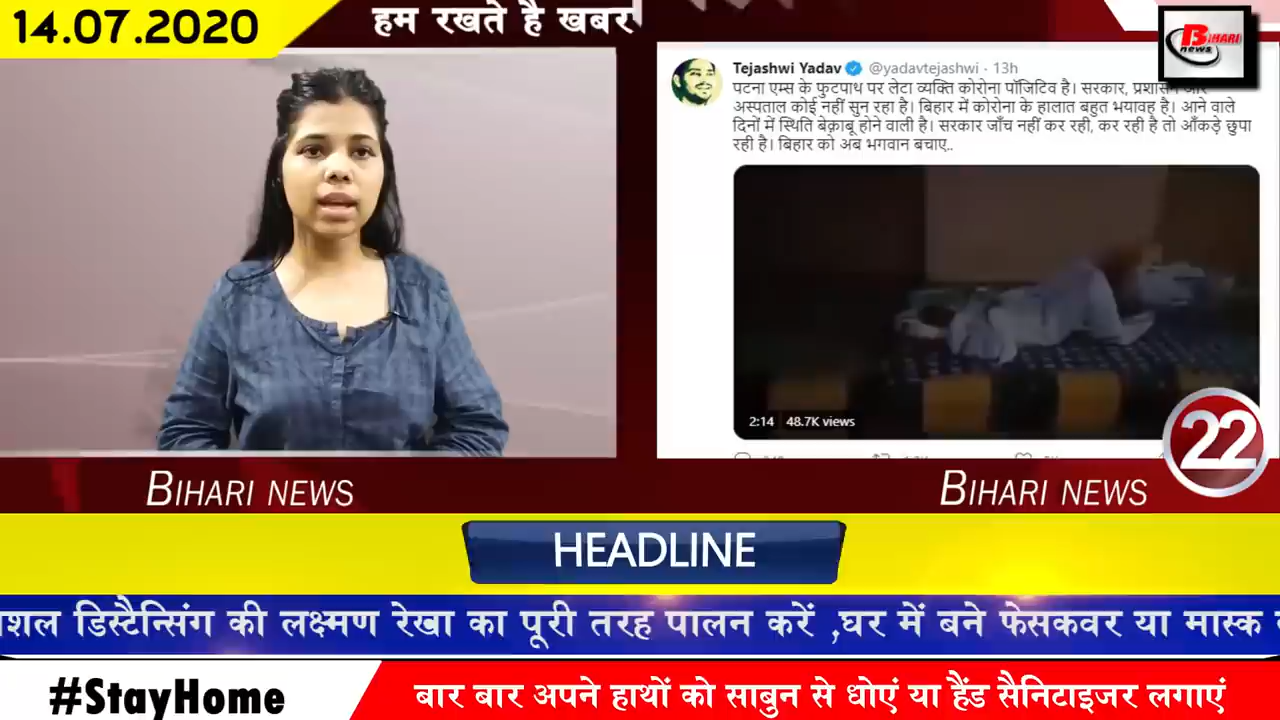 14.07.2020
हम रखते है खबर
BIHARI news
Tejashwi Yadav @yadavtejashwi · 13h
पटना एम्स के फुटपाथ पर लेटा व्यक्ति कोरोना पॉजिटिव है। सरकार, प्रशासन और
अस्पताल कोई नहीं सुन रहा है। बिहार में कोरोना के हालात बहुत भयावह है। आने वाले
दिनों में स्थिति बेक़ाबू होने वाली है। सरकार जाँच नहीं कर रही, कर रही है तो आँकड़े छुपा
रही है। बिहार को अब भगवान बचाए..
2:14 48.7K views
22
BIHARI NEWS
BIHARI NEWS
HEADLINE
डिस्टैन्सिंग की लक्ष्मण रेखा का पूरी तरह पालन करें ,घर में बने फेसकवर या मास्क
#StayHome
बार बार अपने हाथों को साबुन से धोएं या हैंड सैनिटाइजर लगाएं